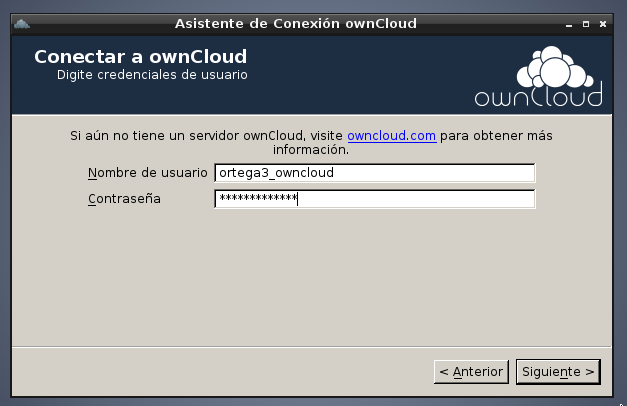 Asistente de Conexión ownCloud
Conectar a ownCloud
Digite credenciales de usuario
ownCloud
Si aún no tiene un servidor ownCloud, visite owncloud.com para obtener más
información.
Nombre de usuario ortega3_owncloud
Contraseña *************
< Anterior Siguiente >